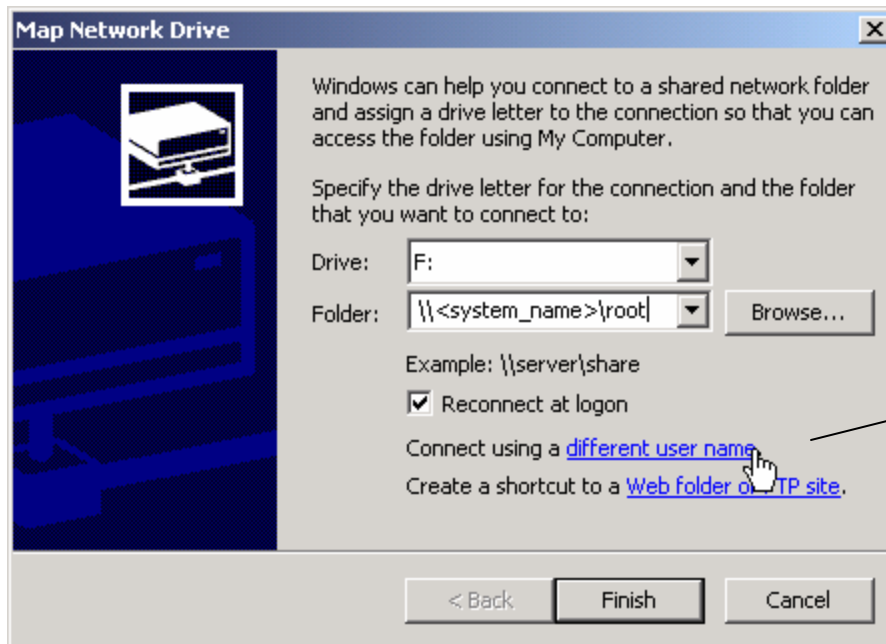 Map Network Drive
Windows can help you connect to a shared network folder
and assign a drive letter to the connection so that you can
access the folder using My Computer.
Specify the drive letter for the connection and the folder
that you want to connect to:
Drive: F:
Folder: \\<system_name>\root Browse...
Example: \\server\share
Reconnect at logon
Connect using a different user name
Create a shortcut to a Web folder or FTP site.
< Back Finish Cancel